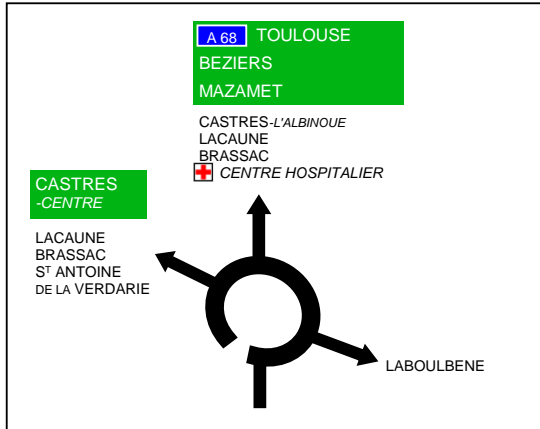 A 68 TOULOUSE
BEZIERS
MAZAMET
CASTRES-L'ALBINOUE
LACAUNE
BRASSAC
CENTRE HOSPITALIER
CASTRES
-CENTRE
LACAUNE
BRASSAC
Sᵀ ANTOINE
DE LA VERDARIE
LABOULBENE